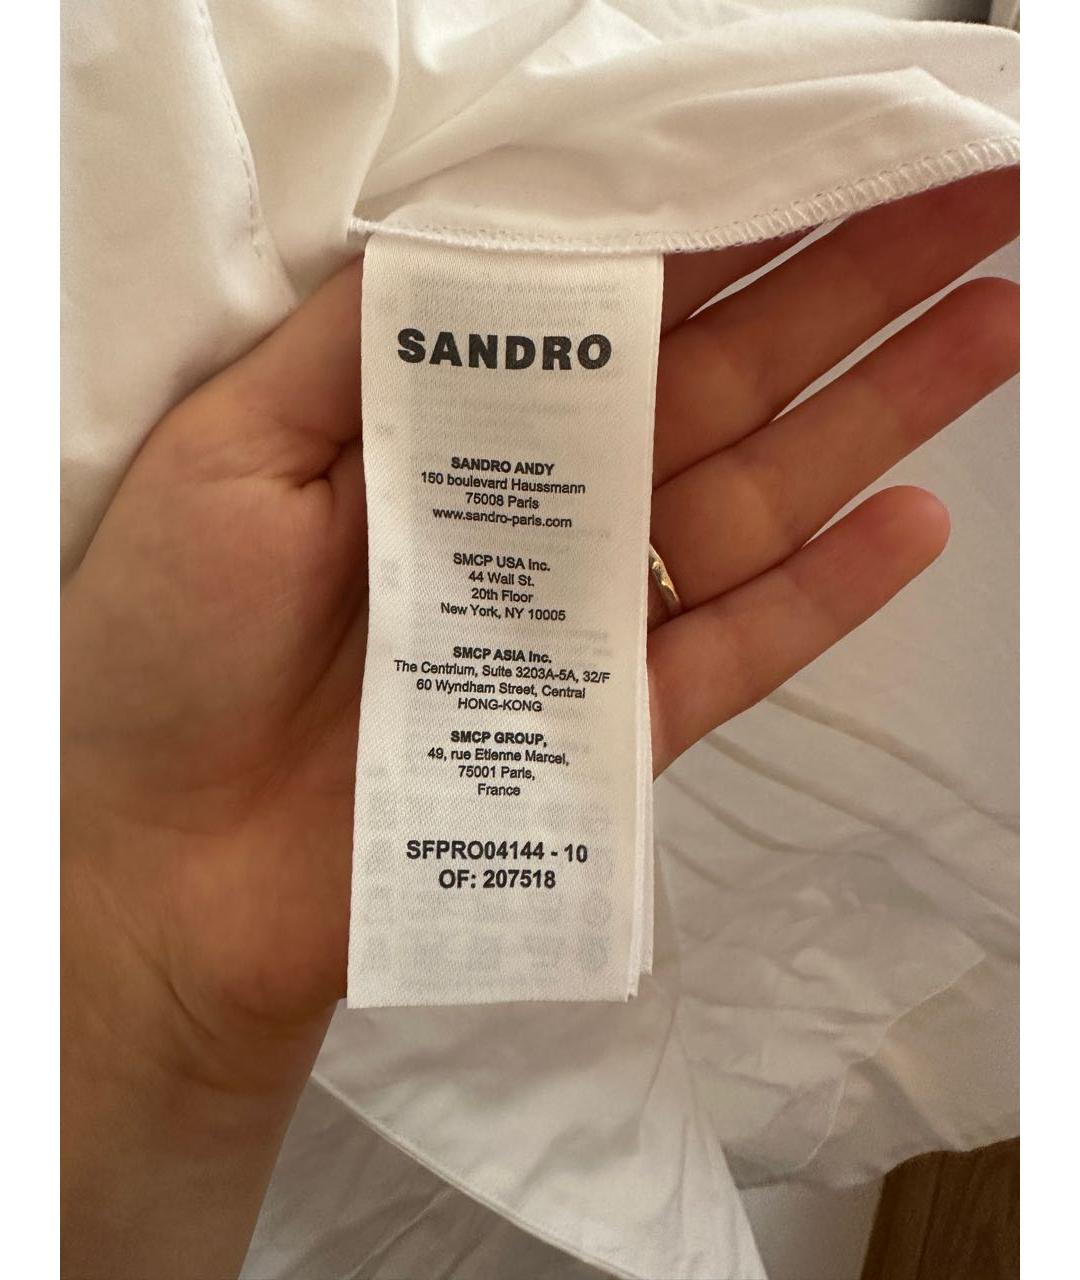 SANDRO
SANDRO ANDY
150 boulevard Haussmann
75008 Paris
www.sandro-paris.com
SMCP USA Inc.
44 Wall St.
20th Floor
New York, NY 10005
SMCP ASIA Inc.
The Centrium, Suite 3203A-5A, 32/F
60 Wyndham Street, Central
HONG-KONG
SMCP GROUP,
49, rue Etienne Marcel,
75001 Paris,
France
SFPRO04144 - 10
OF: 207518